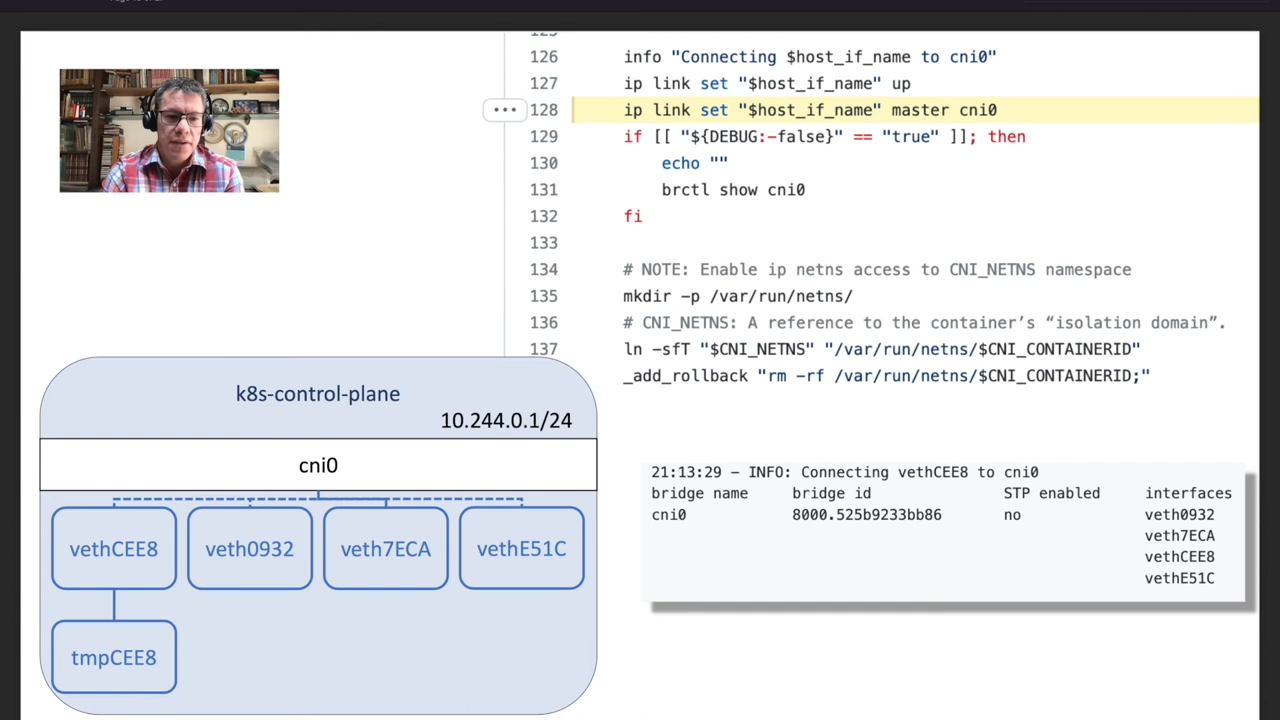 126 info "Connecting $host_if_name to cni0"
127 ip link set "$host_if_name" up
••• 128 ip link set "$host_if_name" master cni0
129 if [[ "${DEBUG:-false}" == "true" ]]; then
130 echo ""
131 brctl show cni0
132 fi
133
134 # NOTE: Enable ip netns access to CNI_NETNS namespace
135 mkdir -p /var/run/netns/
136 # CNI_NETNS: A reference to the container’s “isolation domain”.
137 ln -sfT "$CNI_NETNS" "/var/run/netns/$CNI_CONTAINERID"
_add_rollback "rm -rf /var/run/netns/$CNI_CONTAINERID;"
k8s-control-plane
10.244.0.1/24
cni0
vethCEE8 veth0932 veth7ECA vethE51C
tmpCEE8
21:13:29 - INFO: Connecting vethCEE8 to cni0
bridge name bridge id STP enabled interfaces
cni0 8000.525b9233bb86 no veth0932
veth7ECA
vethCEE8
vethE51C